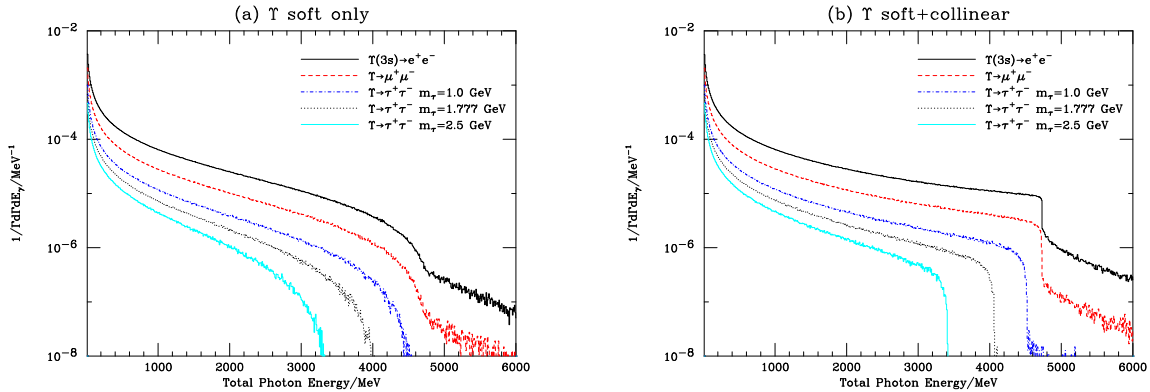 (a) ϒ soft only
10⁻²
10⁻⁴
10⁻⁶
10⁻⁸
1/Γ dΓ/dE_γ/MeV⁻¹
ϒ(3s)→e⁺e⁻
ϒ→μ⁺μ⁻
ϒ→τ⁺τ⁻ m_τ=1.0 GeV
ϒ→τ⁺τ⁻ m_τ=1.777 GeV
ϒ→τ⁺τ⁻ m_τ=2.5 GeV
1000 2000 3000 4000 5000 6000
Total Photon Energy/MeV
(b) ϒ soft+collinear
10⁻²
10⁻⁴
10⁻⁶
10⁻⁸
1/Γ dΓ/dE_γ/MeV⁻¹
ϒ(3s)→e⁺e⁻
ϒ→μ⁺μ⁻
ϒ→τ⁺τ⁻ m_τ=1.0 GeV
ϒ→τ⁺τ⁻ m_τ=1.777 GeV
ϒ→τ⁺τ⁻ m_τ=2.5 GeV
1000 2000 3000 4000 5000 6000
Total Photon Energy/MeV